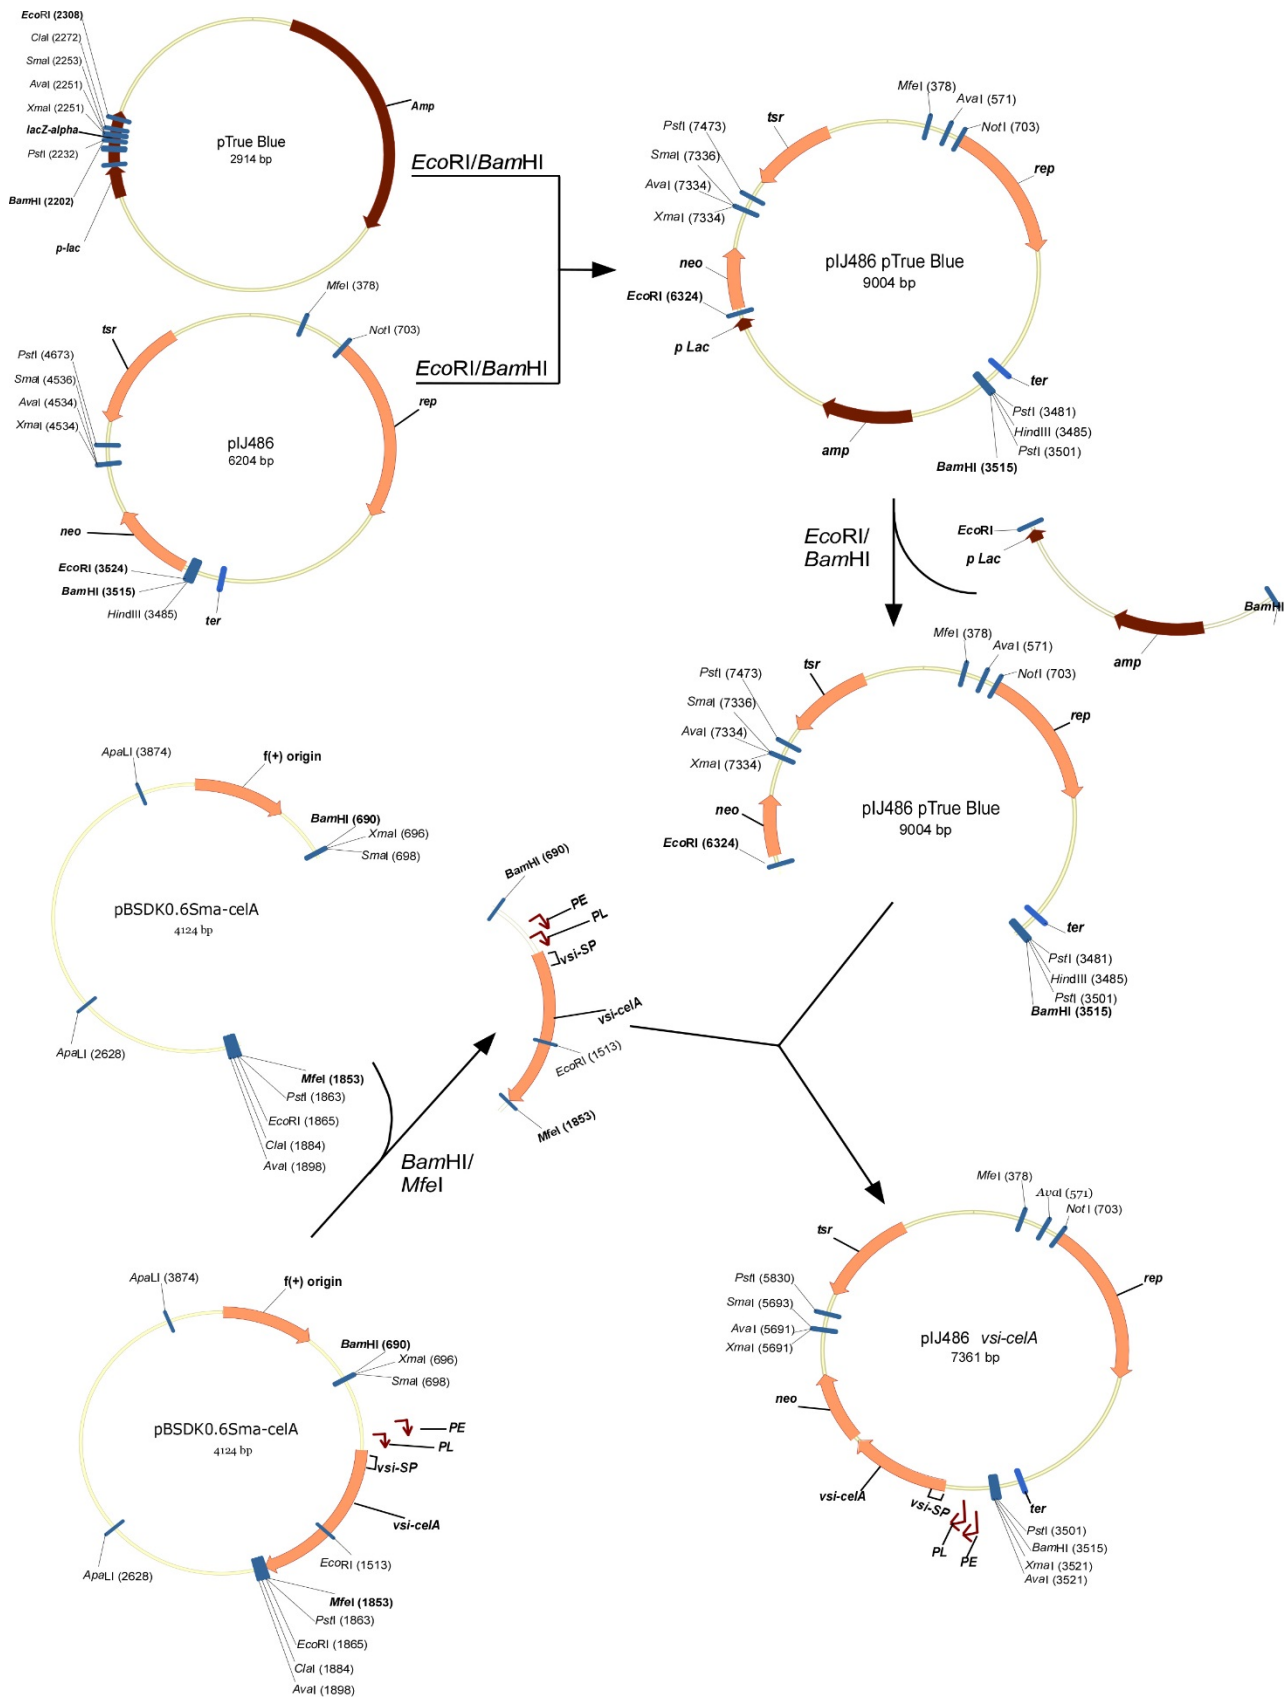 EcoRI (2308)
ClaI (2272)
SmaI (2253)
AvaI (2251)
XmaI (2251)
lacZ-alpha
PstI (2232)
BamHI (2202)
p-lac
Amp
pTrue Blue
2914 bp
EcoRI/BamHI
MfeI (378)
NotI (703)
tsr
PstI (4673)
SmaI (4536)
AvaI (4534)
XmaI (4534)
rep
pIJ486
6204 bp
neo
EcoRI (3524)
BamHI (3515)
HindIII (3485)
ter
EcoRI/BamHI
MfeI (378)
AvaI (571)
NotI (703)
tsr
PstI (7473)
SmaI (7336)
AvaI (7334)
XmaI (7334)
rep
pIJ486 pTrue Blue
9004 bp
neo
EcoRI (6324)
p Lac
amp
ter
PstI (3481)
HindIII (3485)
PstI (3501)
BamHI (3515)
EcoRI/
BamHI
EcoRI
p Lac
BamHI
amp
MfeI (378)
AvaI (571)
NotI (703)
tsr
PstI (7473)
SmaI (7336)
AvaI (7334)
XmaI (7334)
rep
pIJ486 pTrue Blue
9004 bp
neo
EcoRI (6324)
ter
PstI (3481)
HindIII (3485)
PstI (3501)
BamHI (3515)
ApaLI (3874)
f(+) origin
BamHI (690)
XmaI (696)
SmaI (698)
pBSDK0.6Sma-celA
4124 bp
ApaLI (2628)
MfeI (1853)
PstI (1863)
EcoRI (1865)
ClaI (1884)
AvaI (1898)
BamHI (690)
PE
PL
vsi-SP
vsi-celA
EcoRI (1513)
MfeI (1853)
BamHI/
MfeI
ApaLI (3874)
f(+) origin
BamHI (690)
XmaI (696)
SmaI (698)
pBSDK0.6Sma-celA
4124 bp
PE
PL
vsi-SP
vsi-celA
EcoRI (1513)
ApaLI (2628)
MfeI (1853)
PstI (1863)
EcoRI (1865)
ClaI (1884)
AvaI (1898)
MfeI (378)
AvaI (571)
NotI (703)
tsr
PstI (5830)
SmaI (5693)
AvaI (5691)
XmaI (5691)
rep
pIJ486 vsi-celA
7361 bp
neo
vsi-celA
vsi-SP
PL
PE
ter
PstI (3501)
BamHI (3515)
XmaI (3521)
AvaI (3521)